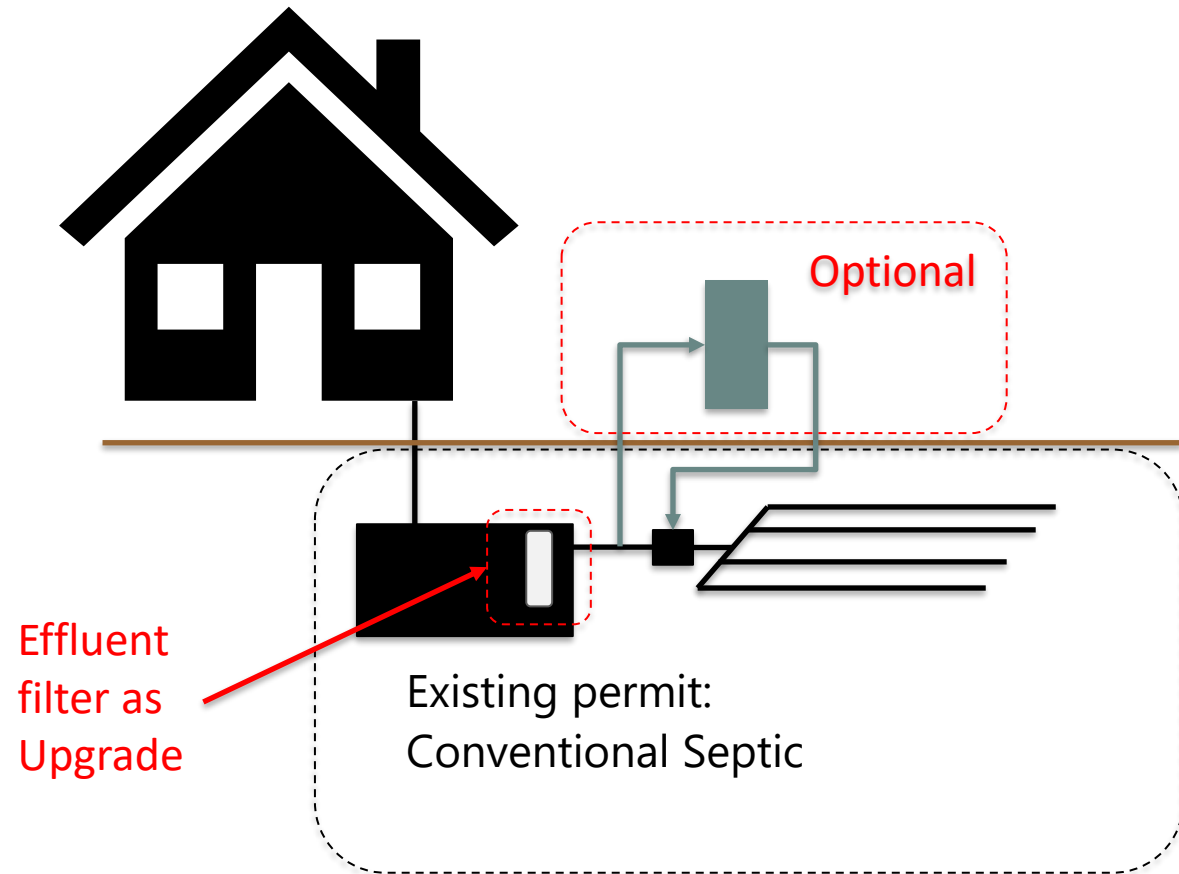 Optional
Effluent
filter as
Upgrade
Existing permit:
Conventional Septic